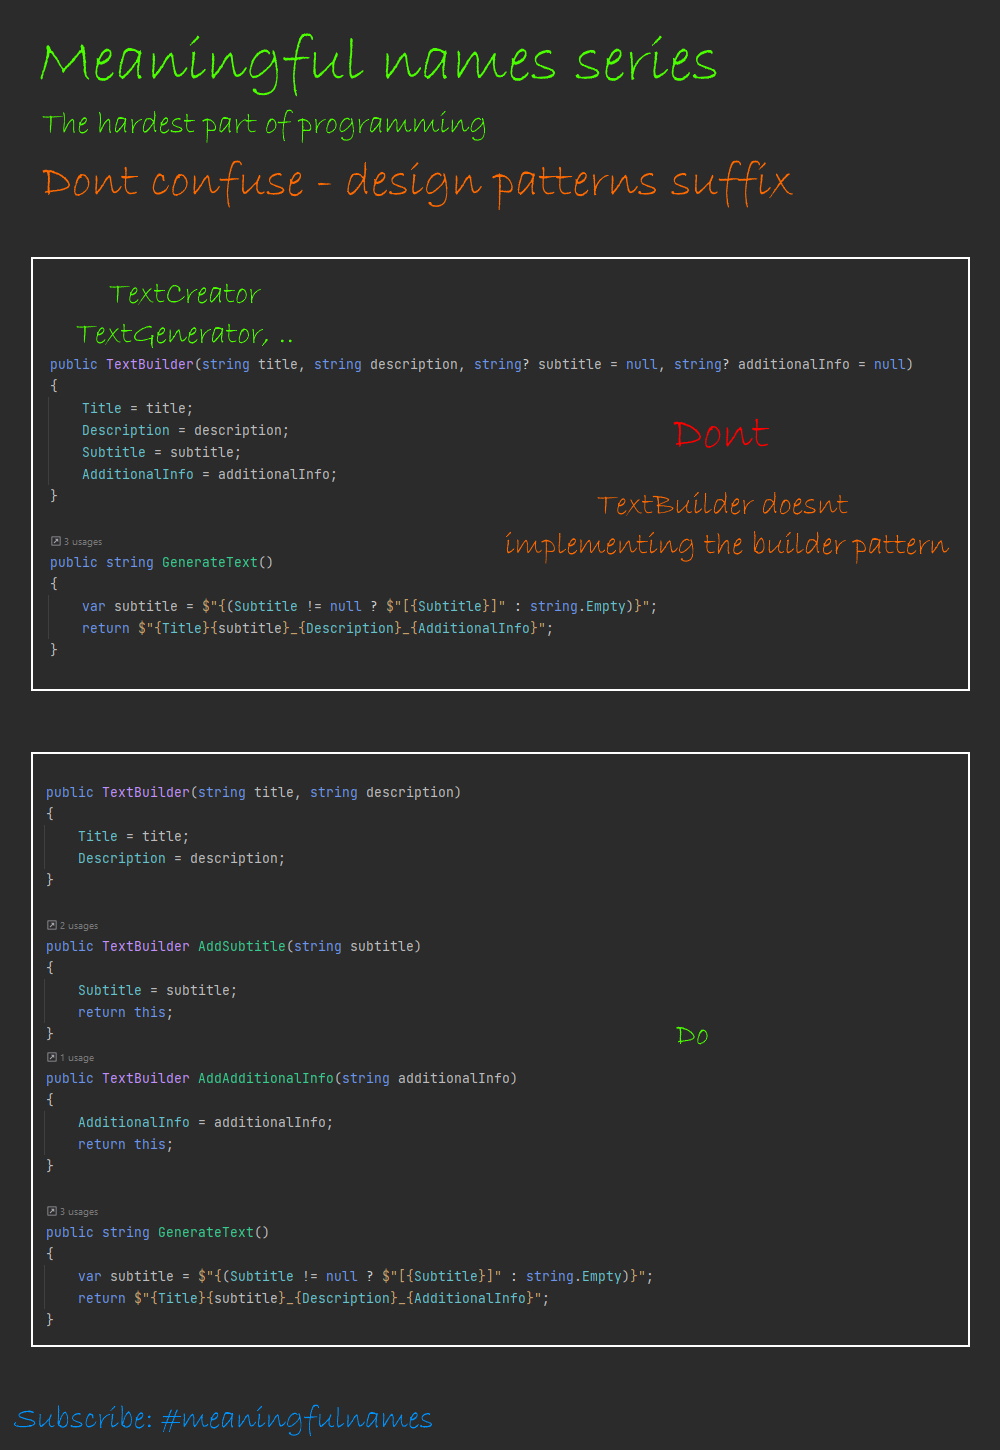 Meaningful names series
The hardest part of programming
Dont confuse - design patterns suffix
TextCreator
TextGenerator, ..
public TextBuilder(string title, string description, string? subtitle = null, string? additionalInfo = null)
{
Title = title;
Description = description;
Subtitle = subtitle;
AdditionalInfo = additionalInfo;
}
Dont
TextBuilder doesnt
implementing the builder pattern
3 usages
public string GenerateText()
{
var subtitle = $"{(Subtitle != null ? $"[{Subtitle}]" : string.Empty)}";
return $"{Title}{subtitle}_{Description}_{AdditionalInfo}";
}
public TextBuilder(string title, string description)
{
Title = title;
Description = description;
}
2 usages
public TextBuilder AddSubtitle(string subtitle)
{
Subtitle = subtitle;
return this;
}
Do
1 usage
public TextBuilder AddAdditionalInfo(string additionalInfo)
{
AdditionalInfo = additionalInfo;
return this;
}
3 usages
public string GenerateText()
{
var subtitle = $"{(Subtitle != null ? $"[{Subtitle}]" : string.Empty)}";
return $"{Title}{subtitle}_{Description}_{AdditionalInfo}";
}
Subscribe: #meaningfulnames